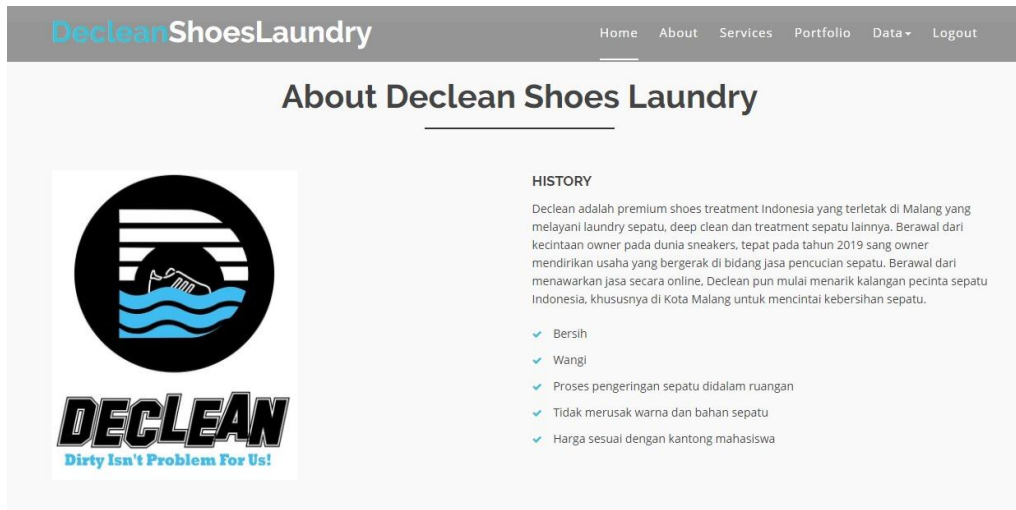 DecleanShoesLaundry
Home About Services Portfolio Data Logout
About Declean Shoes Laundry
DECLEAN
Dirty Isn't Problem For Us!
HISTORY
Declean adalah premium shoes treatment Indonesia yang terletak di Malang yang
melayani laundry sepatu, deep clean dan treatment sepatu lainnya. Berawal dari
kecintaan owner pada dunia sneakers, tepat pada tahun 2019 sang owner
mendirikan usaha yang bergerak di bidang jasa pencucian sepatu. Berawal dari
menawarkan jasa secara online, Declean pun mulai menarik kalangan pecinta sepatu
Indonesia, khususnya di Kota Malang untuk mencintai kebersihan sepatu.
Bersih
Wangi
Proses pengeringan sepatu didalam ruangan
Tidak merusak warna dan bahan sepatu
Harga sesuai dengan kantong mahasiswa